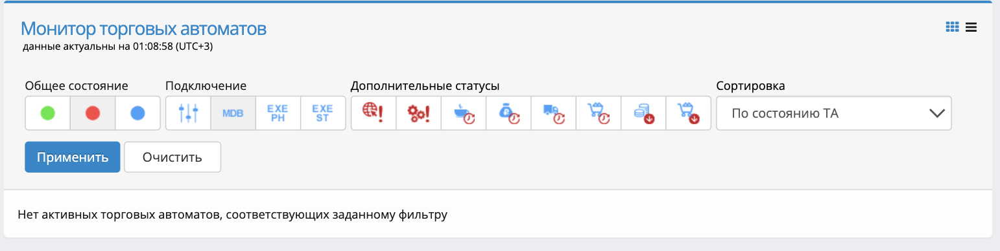 Монитор торговых автоматов
данные актуальны на 01:08:58 (UTC+3)
Общее состояние
Подключение
Дополнительные статусы
Сортировка
MDB
EXE
PH
EXE
ST
По состоянию ТА
Применить
Очистить
Нет активных торговых автоматов, соответствующих заданному фильтру